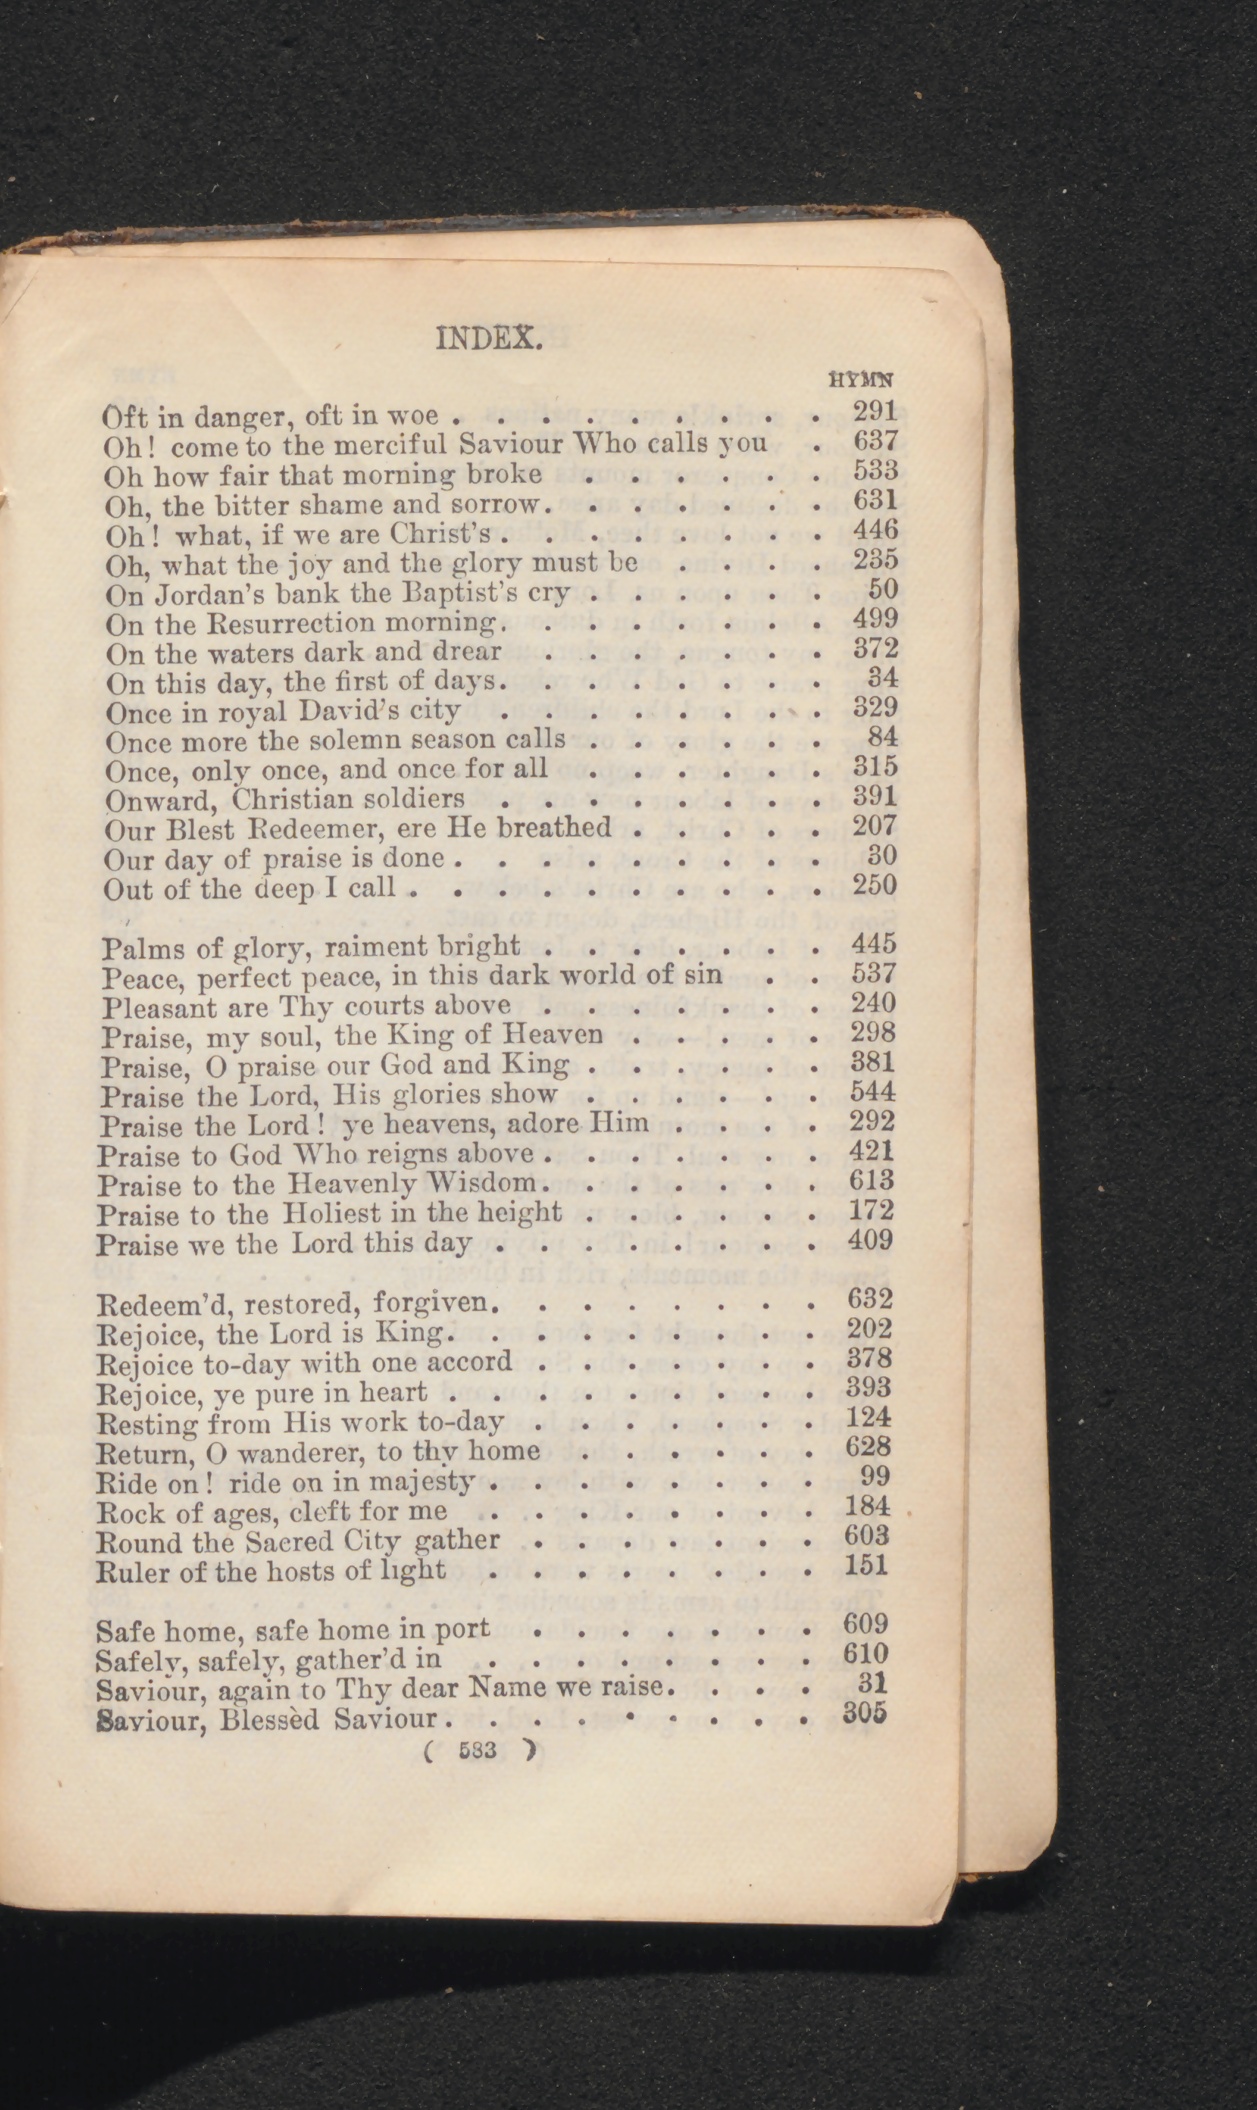 INDEX.
HYMN
Oft in danger, oft in woe . . . . . . . . . 291
Oh! come to the merciful Saviour Who calls you . 637
Oh how fair that morning broke . . . . . . 533
Oh, the bitter shame and sorrow. . . . . . . 631
Oh! what, if we are Christ's . . . . . . . . 446
Oh, what the joy and the glory must be . . . . 235
On Jordan's bank the Baptist's cry . . . . . . 50
On the Resurrection morning. . . . . . . . 499
On the waters dark and drear . . . . . . . 372
On this day, the first of days. . . . . . . . 34
Once in royal David's city . . . . . . . . 329
Once more the solemn season calls . . . . . . 84
Once, only once, and once for all . . . . . . 315
Onward, Christian soldiers . . . . . . . . 391
Our Blest Redeemer, ere He breathed . . . . . 207
Our day of praise is done . . . . . . . . . 30
Out of the deep I call . . . . . . . . . . 250
Palms of glory, raiment bright . . . . . . . 445
Peace, perfect peace, in this dark world of sin . . 537
Pleasant are Thy courts above . . . . . . . 240
Praise, my soul, the King of Heaven . . . . . 298
Praise, O praise our God and King . . . . . . 381
Praise the Lord, His glories show . . . . . . 544
Praise the Lord! ye heavens, adore Him . . . . 292
Praise to God Who reigns above . . . . . . . 421
Praise to the Heavenly Wisdom. . . . . . . 613
Praise to the Holiest in the height . . . . . . 172
Praise we the Lord this day . . . . . . . . 409
Redeem'd, restored, forgiven. . . . . . . . 632
Rejoice, the Lord is King. . . . . . . . . 202
Rejoice to-day with one accord . . . . . . . 378
Rejoice, ye pure in heart . . . . . . . . . 393
Resting from His work to-day . . . . . . . 124
Return, O wanderer, to thy home . . . . . . 628
Ride on! ride on in majesty . . . . . . . . 99
Rock of ages, cleft for me . . . . . . . . 184
Round the Sacred City gather . . . . . . . 603
Ruler of the hosts of light . . . . . . . . 151
Safe home, safe home in port . . . . . . . 609
Safely, safely, gather'd in . . . . . . . . 610
Saviour, again to Thy dear Name we raise. . . . 31
Saviour, Blessèd Saviour . . . . . . . . . 305
( 583 )